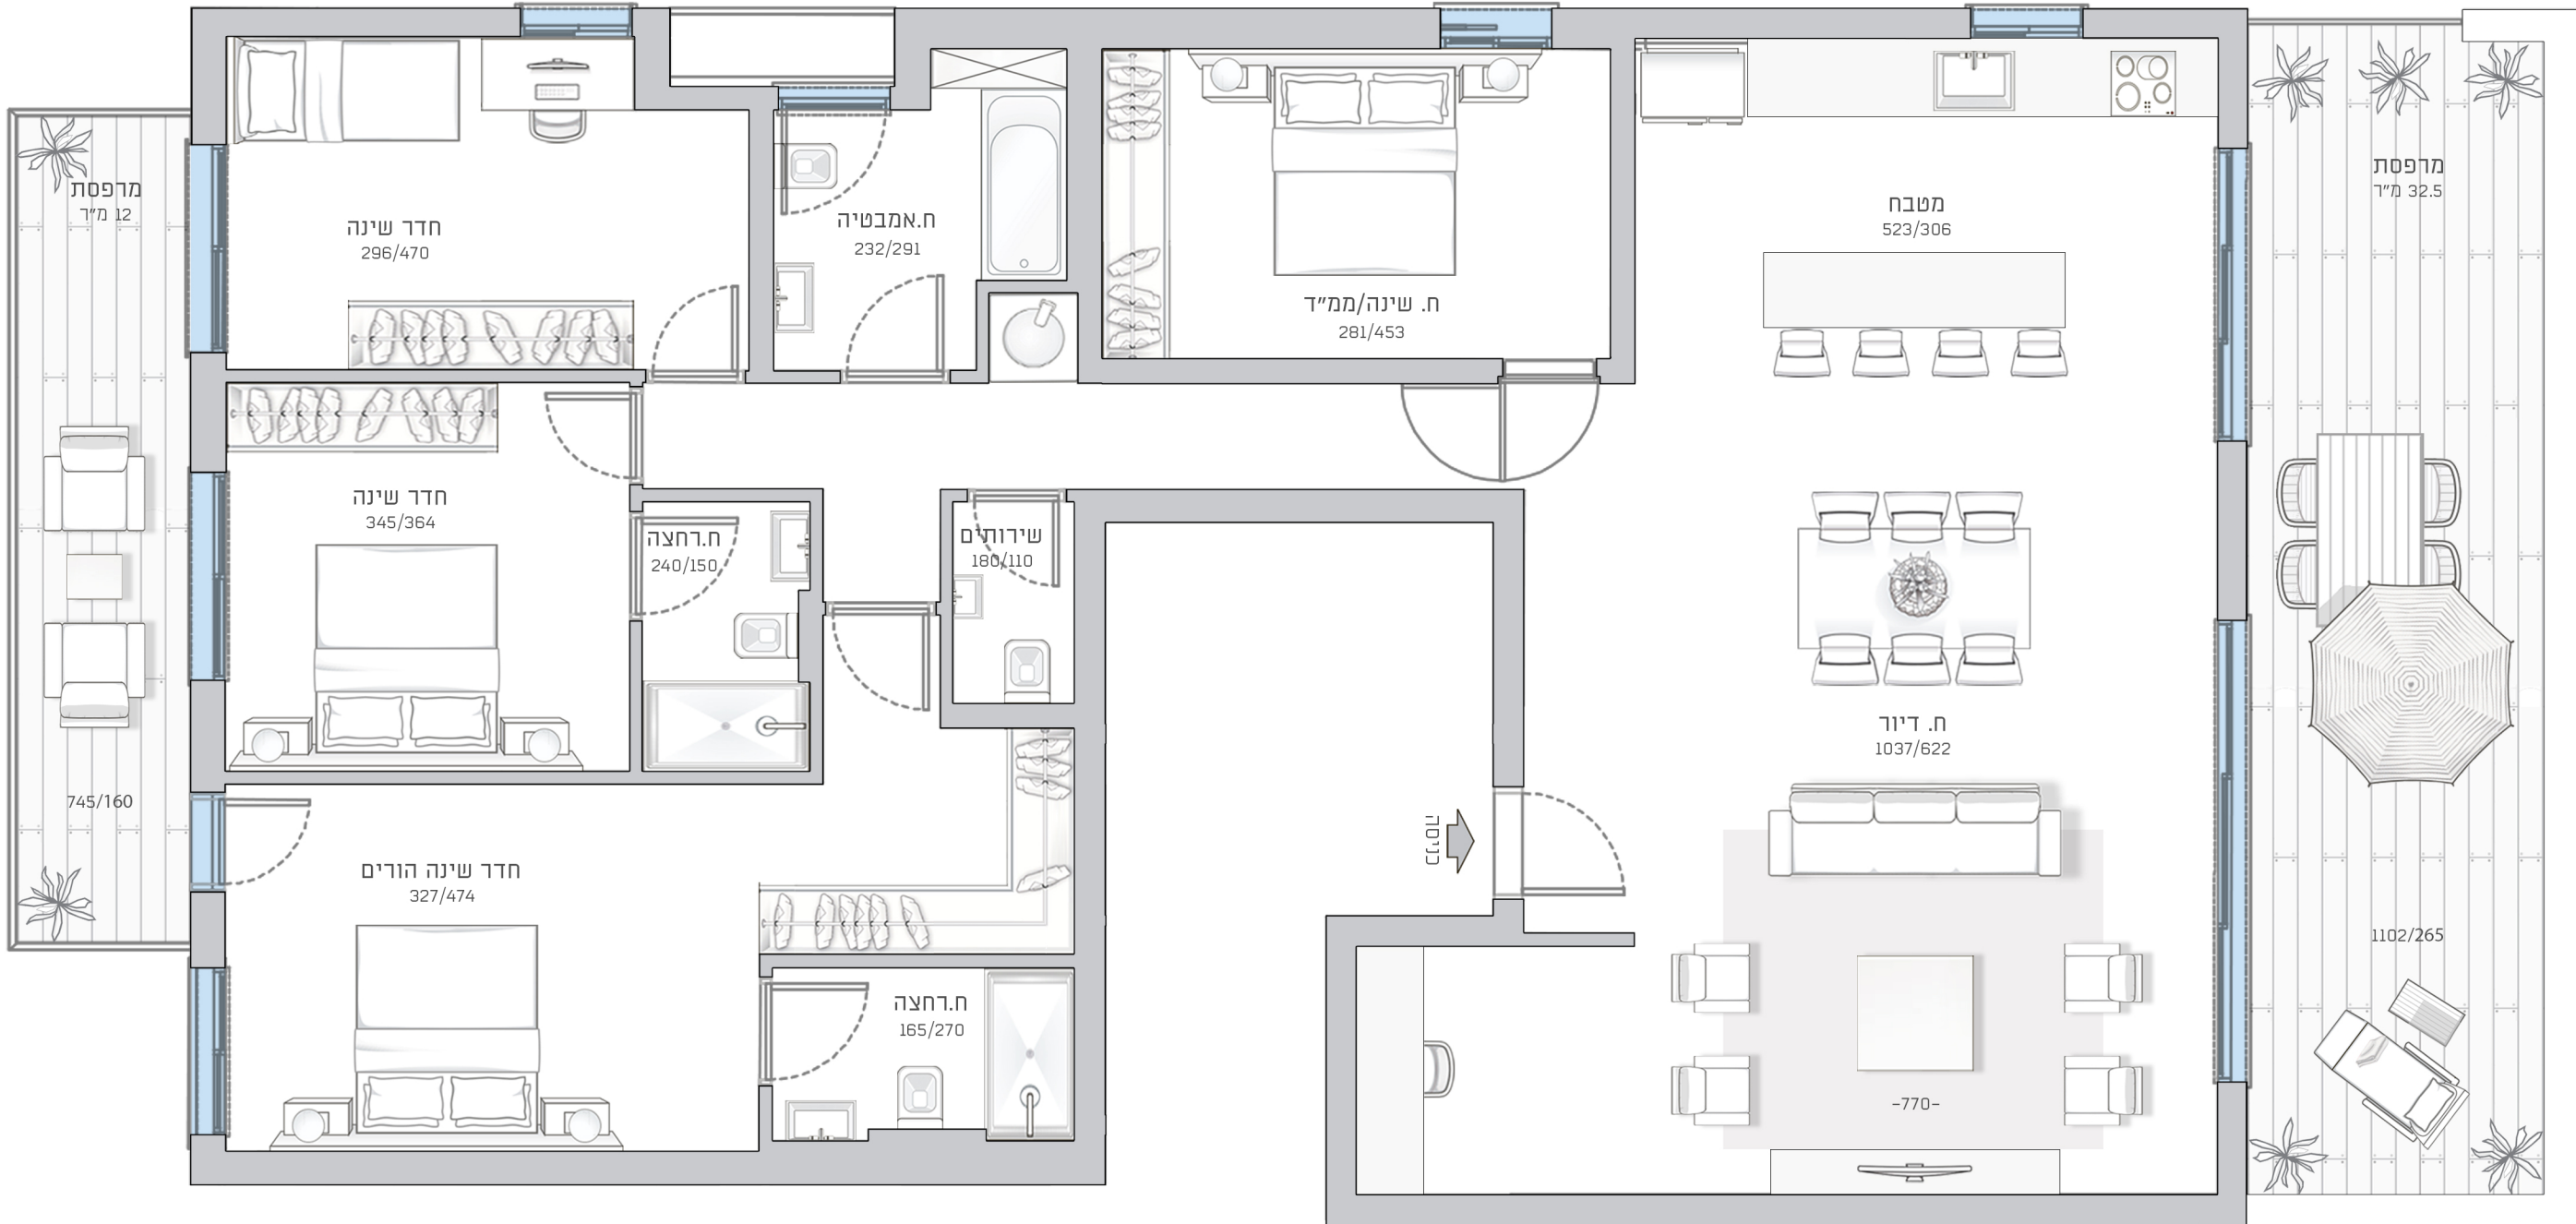 מרפסת
12 מ״ר
745/160
חדר שינה
296/470
ח.אמבטיה
232/291
ח. שינה/ממ״ד
281/453
מטבח
523/306
מרפסת
32.5 מ״ר
1102/265
חדר שינה
345/364
ח.רחצה
240/150
שירותים
180/110
ח. דיור
1037/622
-770-
כניסה
חדר שינה הורים
327/474
ח.רחצה
165/270